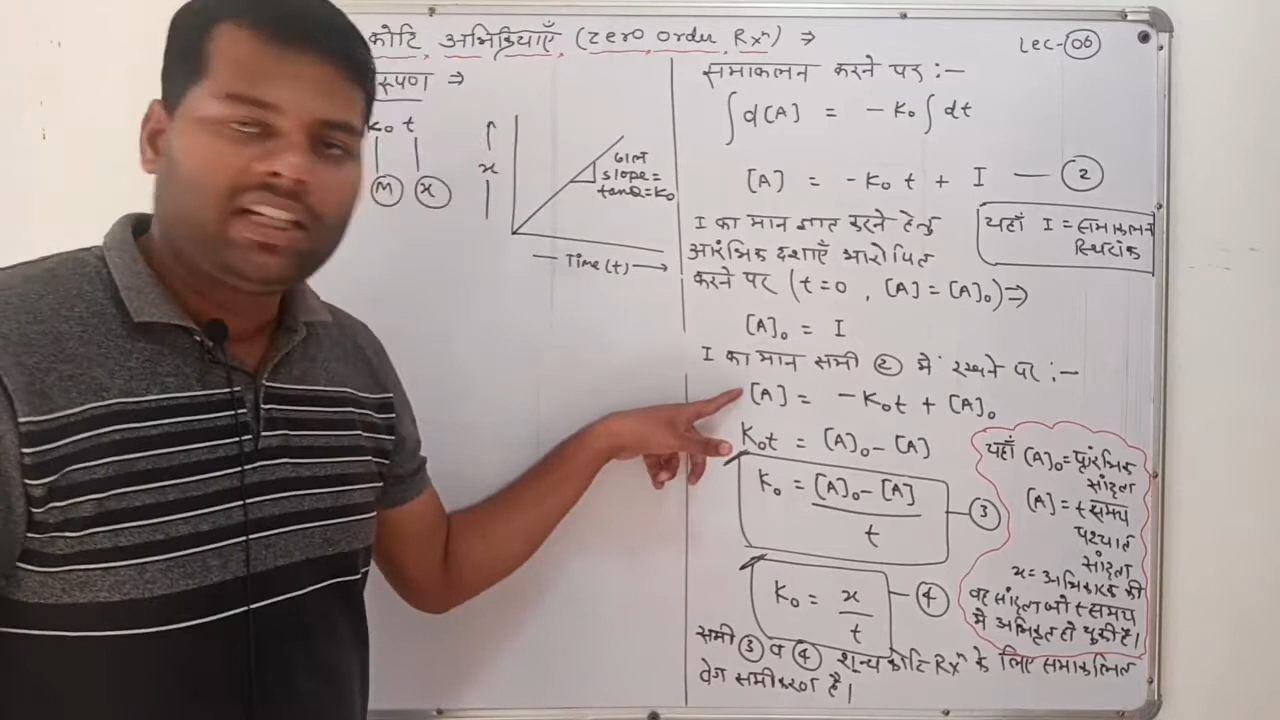 कोटि अभिक्रियाएँ (zero order Rxⁿ) ⇒
Lec-06
रूपण ⇒
K₀ t
M x
x
ढाल
slope=
tanθ=K₀
Time(t)
समाकलन करने पर :-
∫d[A] = -K₀∫dt
[A] = -K₀t + I — 2
यहाँ I = समाकलन
स्थिरांक
I का मान ज्ञात करने हेतु
आरंभिक दशाएँ आरोपित
करने पर (t=0, [A]=[A]₀)⇒
[A]₀ = I
I का मान समी 2 में रखने पर :-
[A] = -K₀t + [A]₀
K₀t = [A]₀-[A]
K₀ = [A]₀-[A]
t
3
K₀ = x
t
4
यहाँ [A]₀=प्रारंभिक
सांद्रता
[A]=t समय
पश्चात
सांद्रता
x=अभिकारक की
वह सांद्रता जो t समय
में अभिकृत हो चुकी है।
समी 3 व 4 शून्य कोटि Rxⁿ के लिए समाकलित
वेग समीकरण है।